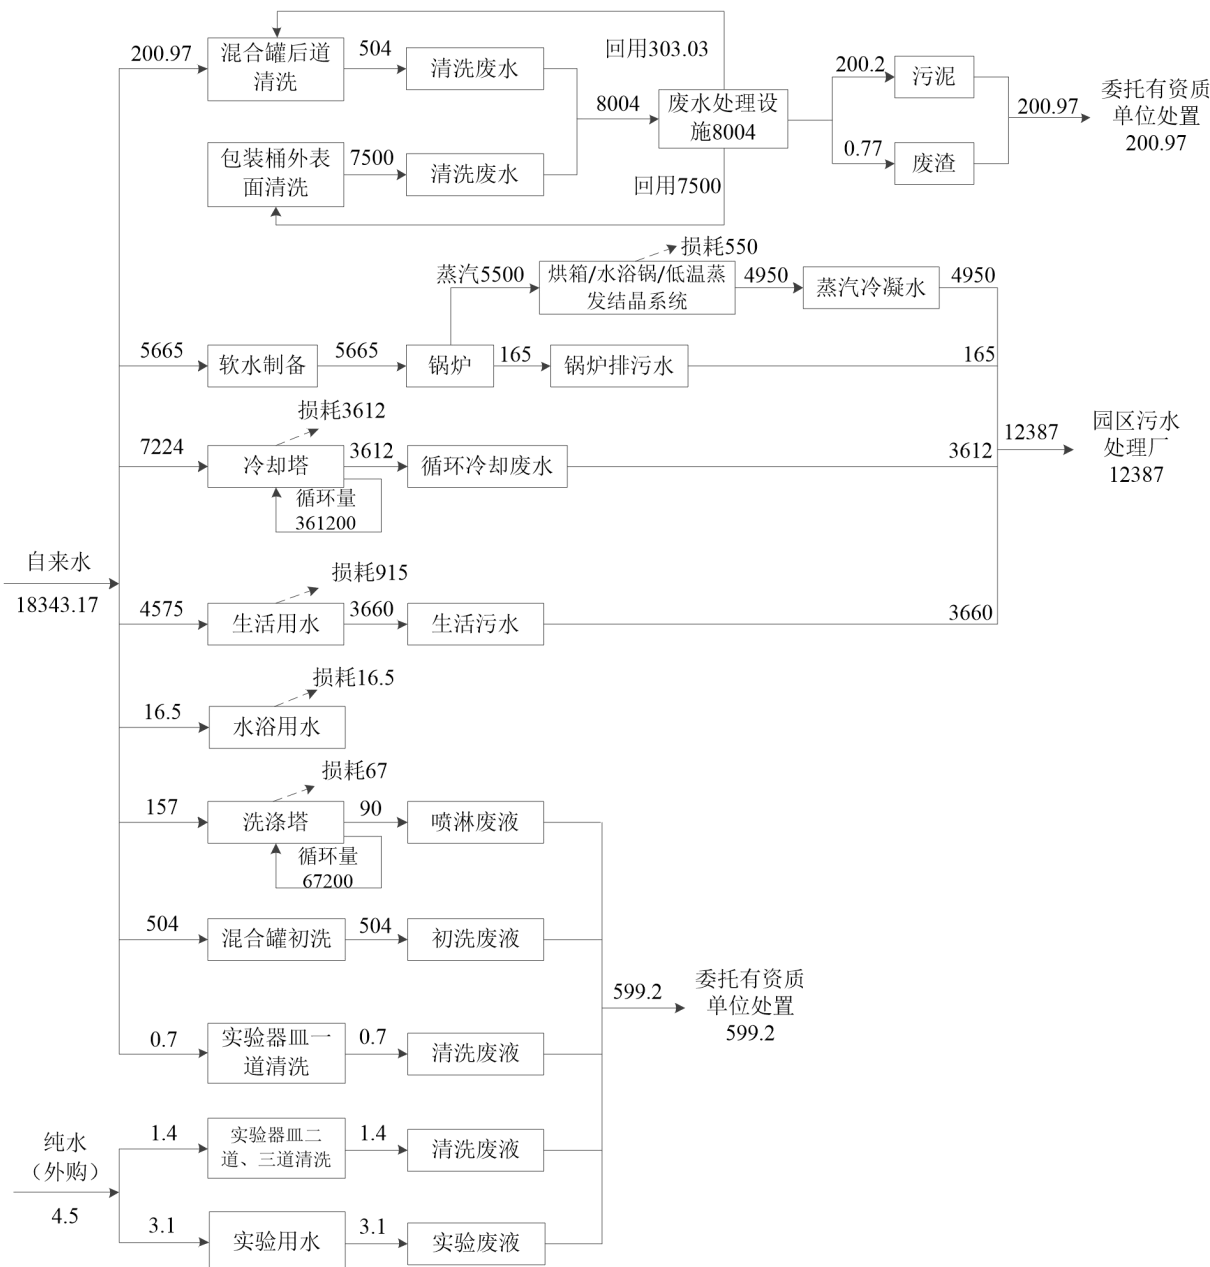 200.97
混合罐后道
清洗
504
清洗废水
回用303.03
8004
废水处理设
施8004
200.2
污泥
200.97
委托有资质
单位处置
200.97
0.77
废渣
包装桶外表
面清洗
7500
清洗废水
回用7500
蒸汽5500
损耗550
烘箱/水浴锅/低温蒸
发结晶系统
4950
蒸汽冷凝水
4950
5665
软水制备
5665
锅炉
165
锅炉排污水
165
损耗3612
7224
冷却塔
3612
循环冷却废水
3612
循环量
361200
12387
园区污水
处理厂
12387
自来水
18343.17
损耗915
4575
生活用水
3660
生活污水
3660
损耗16.5
16.5
水浴用水
损耗67
157
洗涤塔
90
喷淋废液
循环量
67200
504
混合罐初洗
504
初洗废液
599.2
委托有资质
单位处置
599.2
0.7
实验器皿一
道清洗
0.7
清洗废液
纯水
（外购）
4.5
1.4
实验器皿二
道、三道清洗
1.4
清洗废液
3.1
实验用水
3.1
实验废液